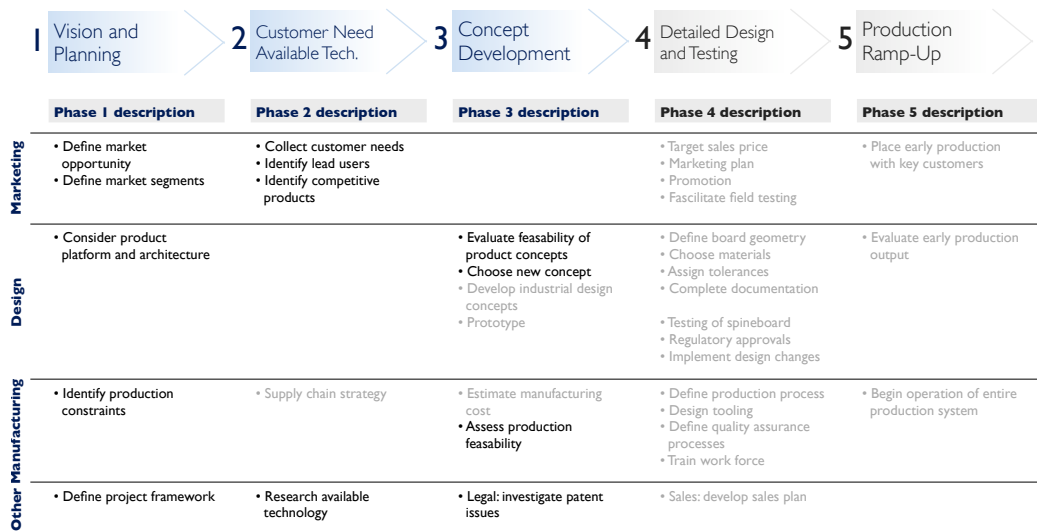 1 Vision and
Planning
2 Customer Need
Available Tech.
3 Concept
Development
4 Detailed Design
and Testing
5 Production
Ramp-Up
Phase 1 description
Phase 2 description
Phase 3 description
Phase 4 description
Phase 5 description
Marketing
• Define market
opportunity
• Define market segments
• Collect customer needs
• Identify lead users
• Identify competitive
products
• Target sales price
• Marketing plan
• Promotion
• Fascilitate field testing
• Place early production
with key customers
Design
• Consider product
platform and architecture
• Evaluate feasability of
product concepts
• Choose new concept
• Develop industrial design
concepts
• Prototype
• Define board geometry
• Choose materials
• Assign tolerances
• Complete documentation
• Testing of spineboard
• Regulatory approvals
• Implement design changes
• Evaluate early production
output
Manufacturing
• Identify production
constraints
• Supply chain strategy
• Estimate manufacturing
cost
• Assess production
feasability
• Define production process
• Design tooling
• Define quality assurance
processes
• Train work force
• Begin operation of entire
production system
Other
• Define project framework
• Research available
technology
• Legal: investigate patent
issues
• Sales: develop sales plan